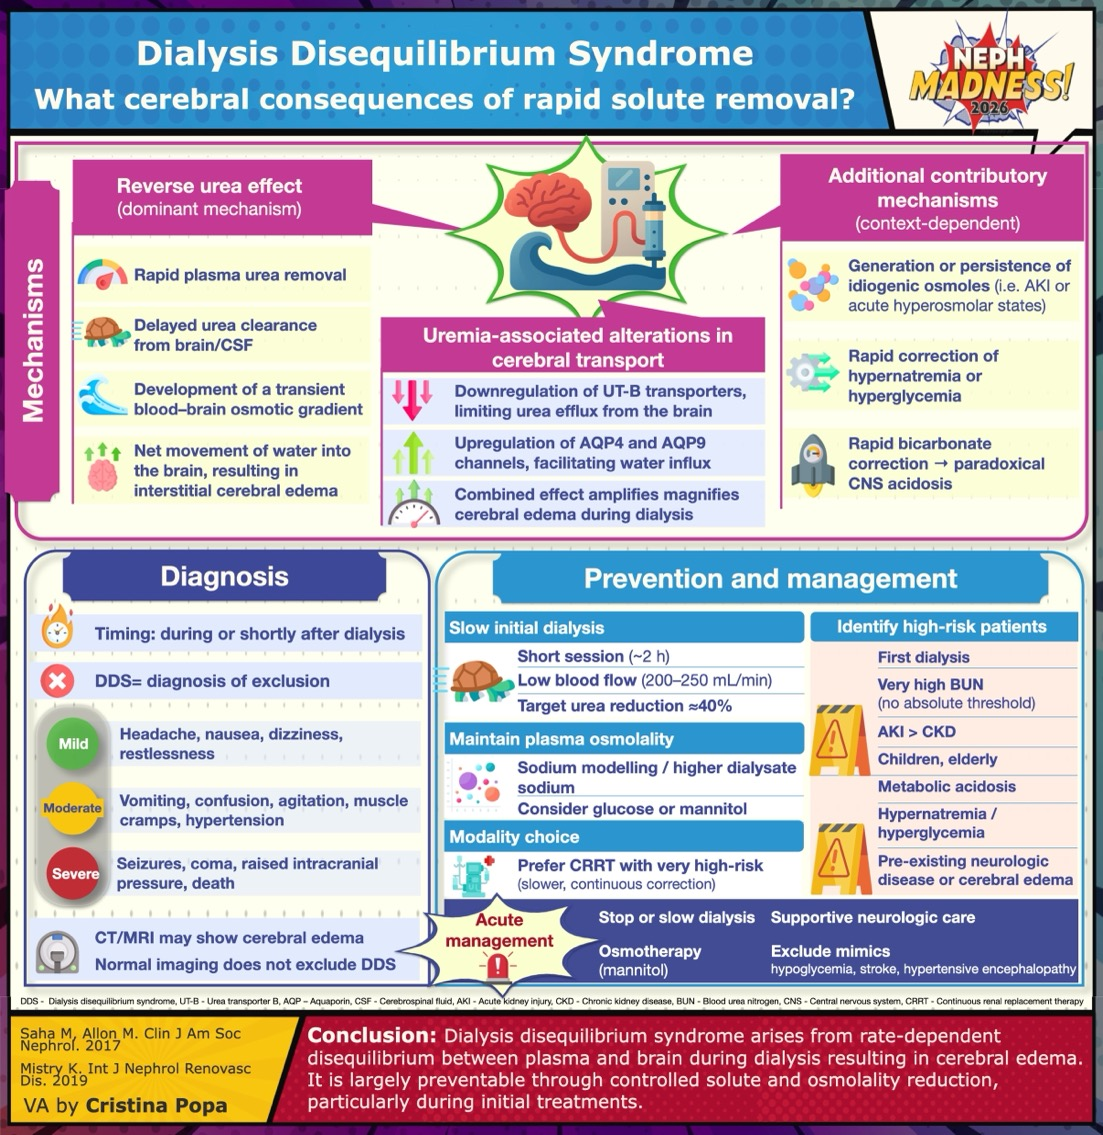 Dialysis Disequilibrium Syndrome
What cerebral consequences of rapid solute removal?
NEPH
MADNESS!
2026
Mechanisms
Reverse urea effect
(dominant mechanism)
Rapid plasma urea removal
Delayed urea clearance
from brain/CSF
Development of a transient
blood–brain osmotic gradient
Net movement of water into
the brain, resulting in
interstitial cerebral edema
Uremia-associated alterations in
cerebral transport
Downregulation of UT-B transporters,
limiting urea efflux from the brain
Upregulation of AQP4 and AQP9
channels, facilitating water influx
Combined effect amplifies magnifies
cerebral edema during dialysis
Additional contributory
mechanisms
(context-dependent)
Generation or persistence of
idiogenic osmoles (i.e. AKI or
acute hyperosmolar states)
Rapid correction of
hypernatremia or
hyperglycemia
Rapid bicarbonate
correction → paradoxical
CNS acidosis
Diagnosis
Timing: during or shortly after dialysis
DDS= diagnosis of exclusion
Mild
Headache, nausea, dizziness,
restlessness
Moderate
Vomiting, confusion, agitation, muscle
cramps, hypertension
Severe
Seizures, coma, raised intracranial
pressure, death
CT/MRI may show cerebral edema
Normal imaging does not exclude DDS
Prevention and management
Slow initial dialysis
Short session (~2 h)
Low blood flow (200–250 mL/min)
Target urea reduction ≈40%
Maintain plasma osmolality
Sodium modelling / higher dialysate
sodium
Consider glucose or mannitol
Modality choice
Prefer CRRT with very high-risk
(slower, continuous correction)
Identify high-risk patients
First dialysis
Very high BUN
(no absolute threshold)
AKI > CKD
Children, elderly
Metabolic acidosis
Hypernatremia /
hyperglycemia
Pre-existing neurologic
disease or cerebral edema
Acute
management
Stop or slow dialysis
Osmotherapy
(mannitol)
Supportive neurologic care
Exclude mimics
hypoglycemia, stroke, hypertensive encephalopathy
DDS - Dialysis disequilibrium syndrome, UT-B - Urea transporter B, AQP – Aquaporin, CSF - Cerebrospinal fluid, AKI - Acute kidney injury, CKD - Chronic kidney disease, BUN - Blood urea nitrogen, CNS - Central nervous system, CRRT - Continuous renal replacement therapy
Saha M, Allon M. Clin J Am Soc
Nephrol. 2017
Mistry K. Int J Nephrol Renovasc
Dis. 2019
VA by Cristina Popa
Conclusion: Dialysis disequilibrium syndrome arises from rate-dependent
disequilibrium between plasma and brain during dialysis resulting in cerebral edema.
It is largely preventable through controlled solute and osmolality reduction,
particularly during initial treatments.